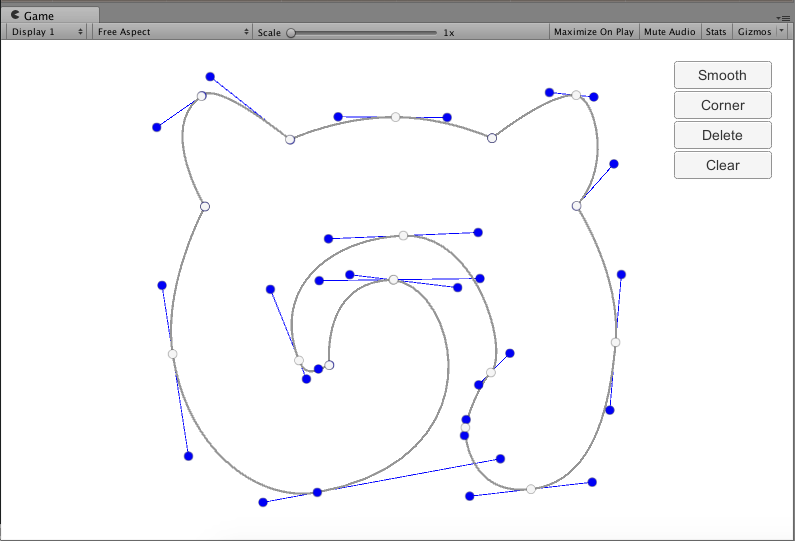 Game
Display 1 Free Aspect Scale 1x Maximize On Play Mute Audio Stats Gizmos
Smooth
Corner
Delete
Clear